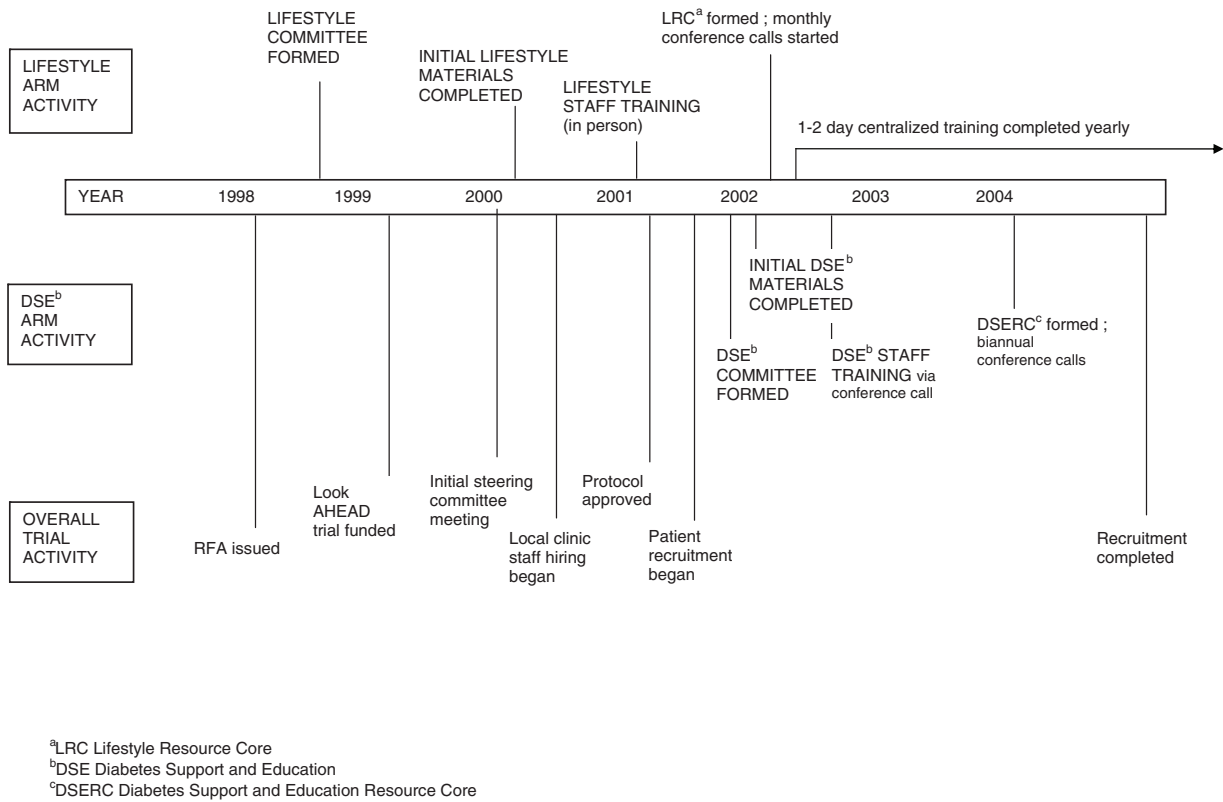 LIFESTYLE
ARM
ACTIVITY
LIFESTYLE
COMMITTEE
FORMED
INITIAL LIFESTYLE
MATERIALS
COMPLETED
LIFESTYLE
STAFF TRAINING
(in person)
LRCa formed ; monthly
conference calls started
1-2 day centralized training completed yearly
YEAR 1998 1999 2000 2001 2002 2003 2004
DSEb
ARM
ACTIVITY
INITIAL DSEb
MATERIALS
COMPLETED
DSEb
COMMITTEE
FORMED
DSEb STAFF
TRAINING via
conference call
DSERCc formed ;
biannual
conference calls
OVERALL
TRIAL
ACTIVITY
RFA issued
Look
AHEAD
trial funded
Initial steering
committee
meeting
Local clinic
staff hiring
began
Protocol
approved
Patient
recruitment
began
Recruitment
completed
aLRC Lifestyle Resource Core
bDSE Diabetes Support and Education
cDSERC Diabetes Support and Education Resource Core